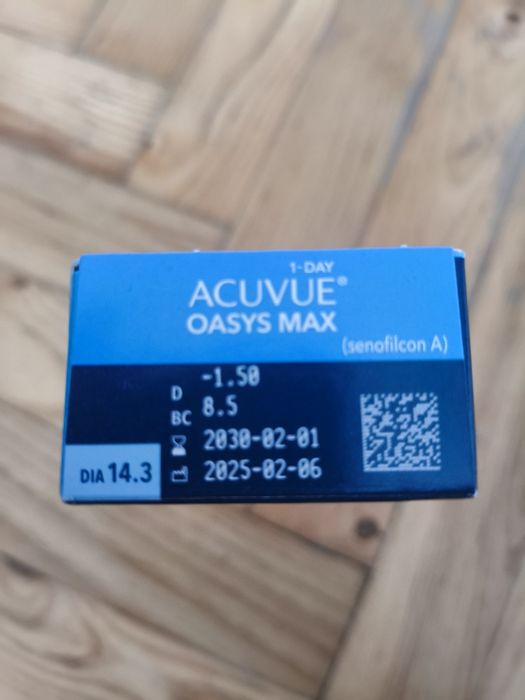 1-DAY
ACUVUE®
OASYS MAX
(senofilcon A)
D -1.50
BC 8.5
2030-02-01
2025-02-06
DIA 14.3